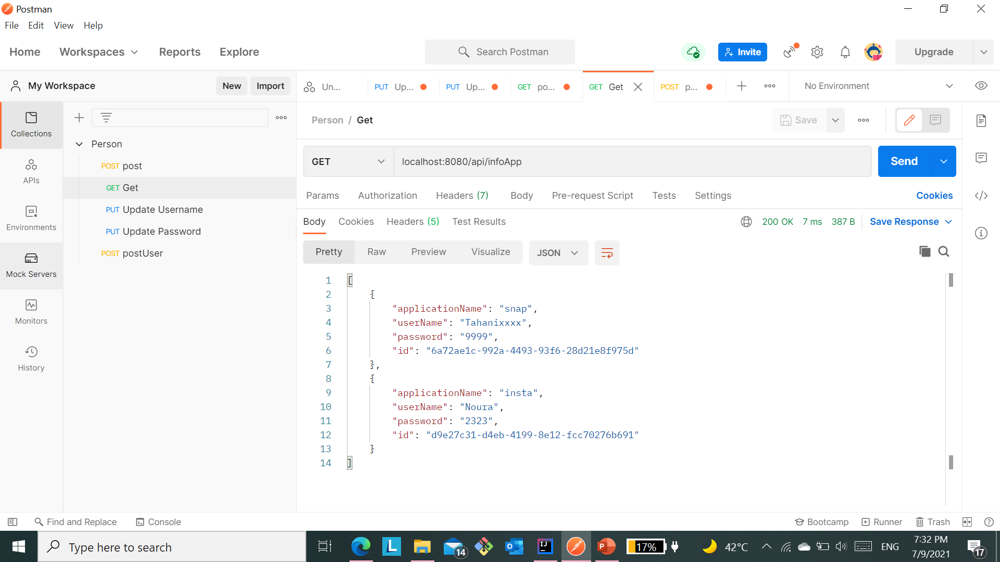 Postman
File Edit View Help
Home Workspaces Reports Explore Search Postman Invite Upgrade
My Workspace New Import Un... PUT Up... PUT Up... GET po... GET Get POST p... No Environment
Person / Get Save
Collections
Person
POST post
GET Get
PUT Update Username
PUT Update Password
POST postUser
APIs
Environments
Mock Servers
Monitors
History
GET localhost:8080/api/infoApp Send
Params Authorization Headers (7) Body Pre-request Script Tests Settings Cookies
Body Cookies Headers (5) Test Results 200 OK 7 ms 387 B Save Response
Pretty Raw Preview Visualize JSON
1 [
2 {
3 "applicationName": "snap",
4 "userName": "Tahanixxxx",
5 "password": "9999",
6 "id": "6a72ae1c-992a-4493-93f6-28d21e8f975d"
7 },
8 {
9 "applicationName": "insta",
10 "userName": "Noura",
11 "password": "2323",
12 "id": "d9e27c31-d4eb-4199-8e12-fcc70276b691"
13 }
14 ]
Find and Replace Console Bootcamp Runner Trash
Type here to search L 14 IJ P 17% 42°C ENG 7:32 PM 17
7/9/2021